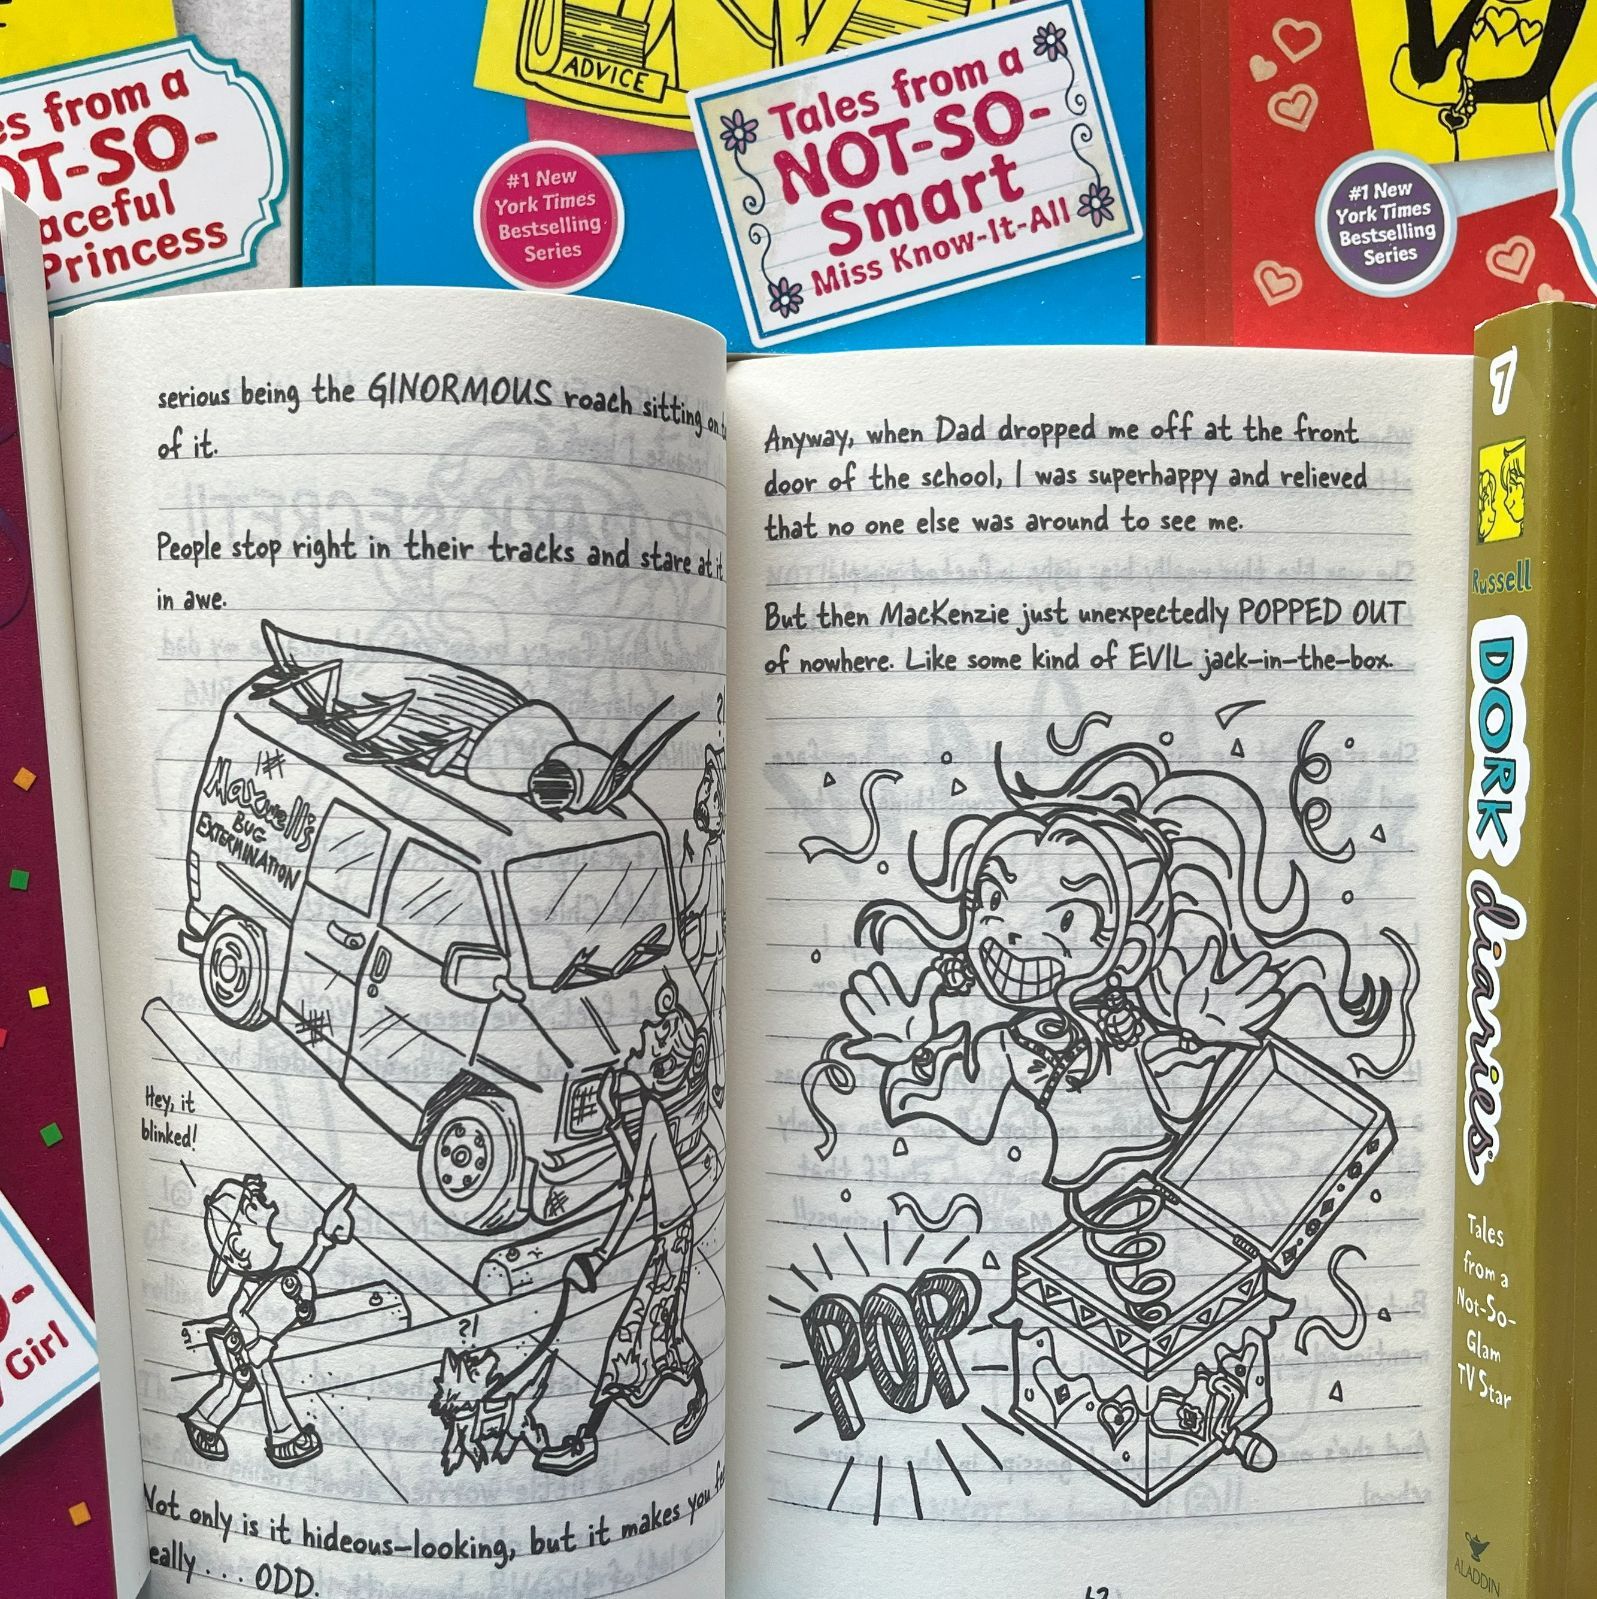 ADVICE
from a
NOT-SO-
Princess
#1 New
York Times
Bestselling
Series
Tales from a
NOT-SO-
Smart
Miss Know-It-All
#1 New
York Times
Bestselling
Series
Girl
serious being the GINORMOUS roach sitting on
of it.
People stop right in their tracks and stare at it
in awe.
Maxwell's
BUG
EXTERMINATION
?!
Hey, it
blinked!
?!
Not only is it hideous-looking, but it makes you
. . . ODD.
Anyway, when Dad dropped me off at the front
door of the school, I was superhappy and relieved
that no one else was around to see me.
But then MacKenzie just unexpectedly POPPED OUT
of nowhere. Like some kind of EVIL jack-in-the-box.
POP
7
Russell
DORK diaries
Tales
from a
Not-So-
Glam
TV Star
ALADDIN